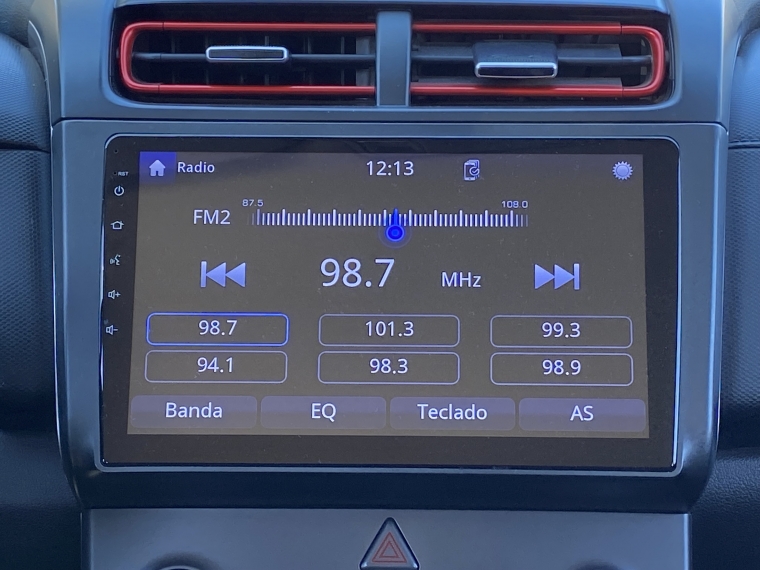 Radio 12:13
RST
87.5 108.0
FM2
98.7 MHz
98.7 101.3 99.3
94.1 98.3 98.9
Banda EQ Teclado AS